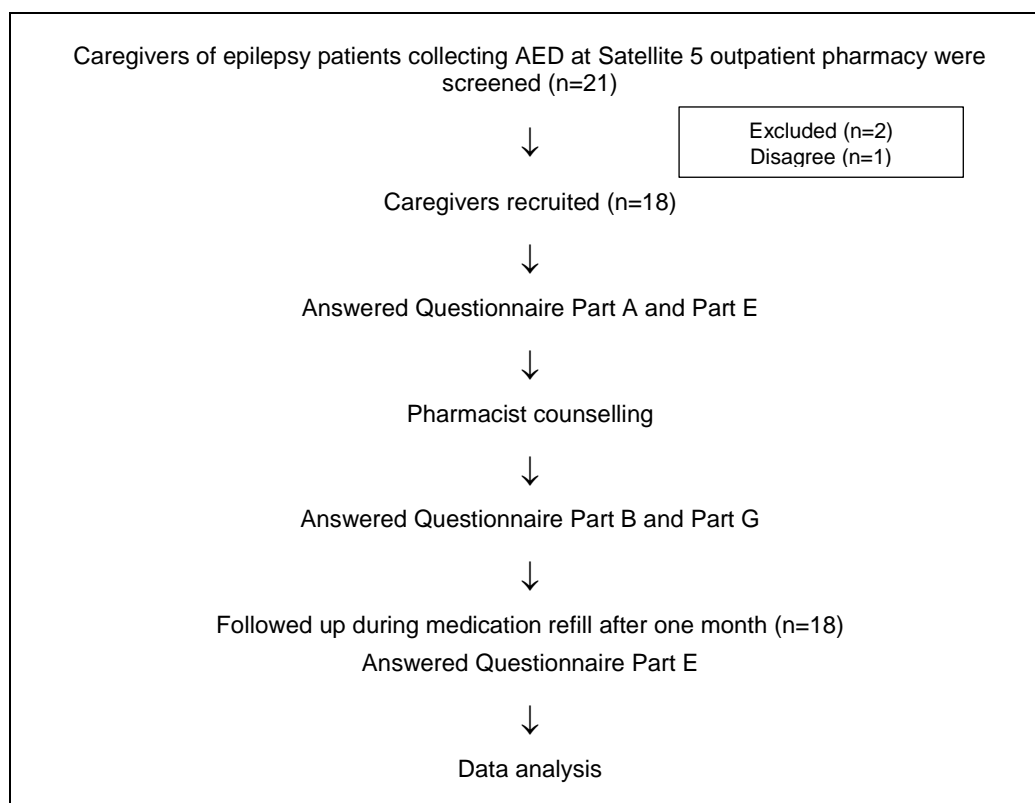 Caregivers of epilepsy patients collecting AED at Satellite 5 outpatient pharmacy were
screened (n=21)
Excluded (n=2)
Disagree (n=1)
Caregivers recruited (n=18)
Answered Questionnaire Part A and Part E
Pharmacist counselling
Answered Questionnaire Part B and Part G
Followed up during medication refill after one month (n=18)
Answered Questionnaire Part E
Data analysis